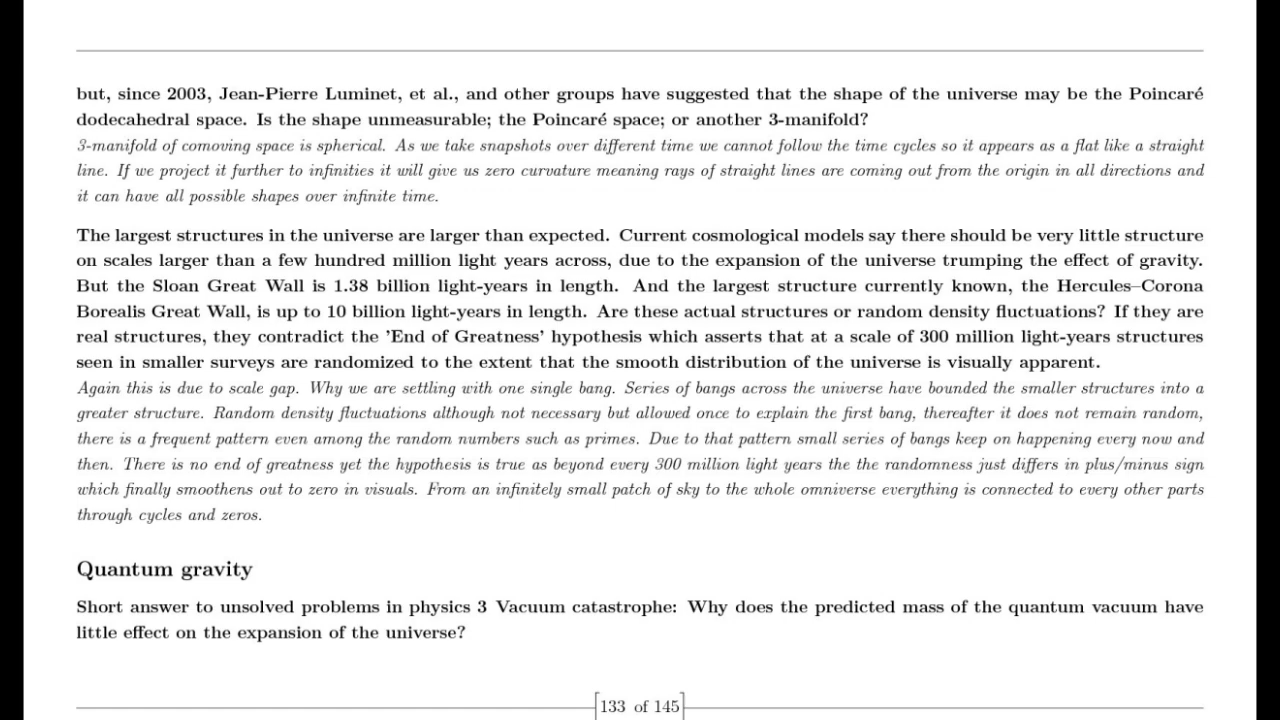 but, since 2003, Jean-Pierre Luminet, et al., and other groups have suggested that the shape of the universe may be the Poincaré
dodecahedral space. Is the shape unmeasurable; the Poincaré space; or another 3-manifold?
3-manifold of comoving space is spherical. As we take snapshots over different time we cannot follow the time cycles so it appears as a flat like a straight
line. If we project it further to infinities it will give us zero curvature meaning rays of straight lines are coming out from the origin in all directions and
it can have all possible shapes over infinite time.
The largest structures in the universe are larger than expected. Current cosmological models say there should be very little structure
on scales larger than a few hundred million light years across, due to the expansion of the universe trumping the effect of gravity.
But the Sloan Great Wall is 1.38 billion light-years in length. And the largest structure currently known, the Hercules–Corona
Borealis Great Wall, is up to 10 billion light-years in length. Are these actual structures or random density fluctuations? If they are
real structures, they contradict the 'End of Greatness' hypothesis which asserts that at a scale of 300 million light-years structures
seen in smaller surveys are randomized to the extent that the smooth distribution of the universe is visually apparent.
Again this is due to scale gap. Why we are settling with one single bang. Series of bangs across the universe have bounded the smaller structures into a
greater structure. Random density fluctuations although not necessary but allowed once to explain the first bang, thereafter it does not remain random,
there is a frequent pattern even among the random numbers such as primes. Due to that pattern small series of bangs keep on happening every now and
then. There is no end of greatness yet the hypothesis is true as beyond every 300 million light years the the randomness just differs in plus/minus sign
which finally smoothens out to zero in visuals. From an infinitely small patch of sky to the whole omniverse everything is connected to every other parts
through cycles and zeros.
Quantum gravity
Short answer to unsolved problems in physics 3 Vacuum catastrophe: Why does the predicted mass of the quantum vacuum have
little effect on the expansion of the universe?
133 of 145